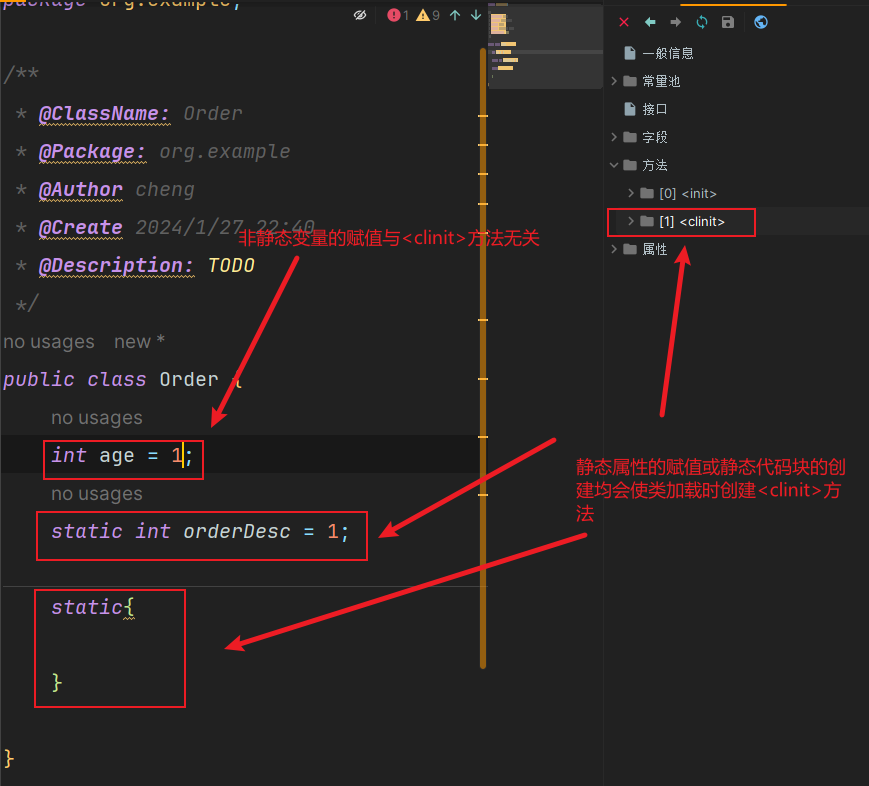 package org.example;
1 9
/**
* @ClassName: Order
* @Package: org.example
* @Author cheng
* @Create 2024/1/27 22:40
* @Description: TODO
*/
no usages new *
public class Order {
no usages
int age = 1;
no usages
static int orderDesc = 1;
static{
}
}
非静态变量的赋值与<clinit>方法无关
一般信息
常量池
接口
字段
方法
[0] <init>
[1] <clinit>
属性
静态属性的赋值或静态代码块的创
建均会使类加载时创建<clinit>方
法